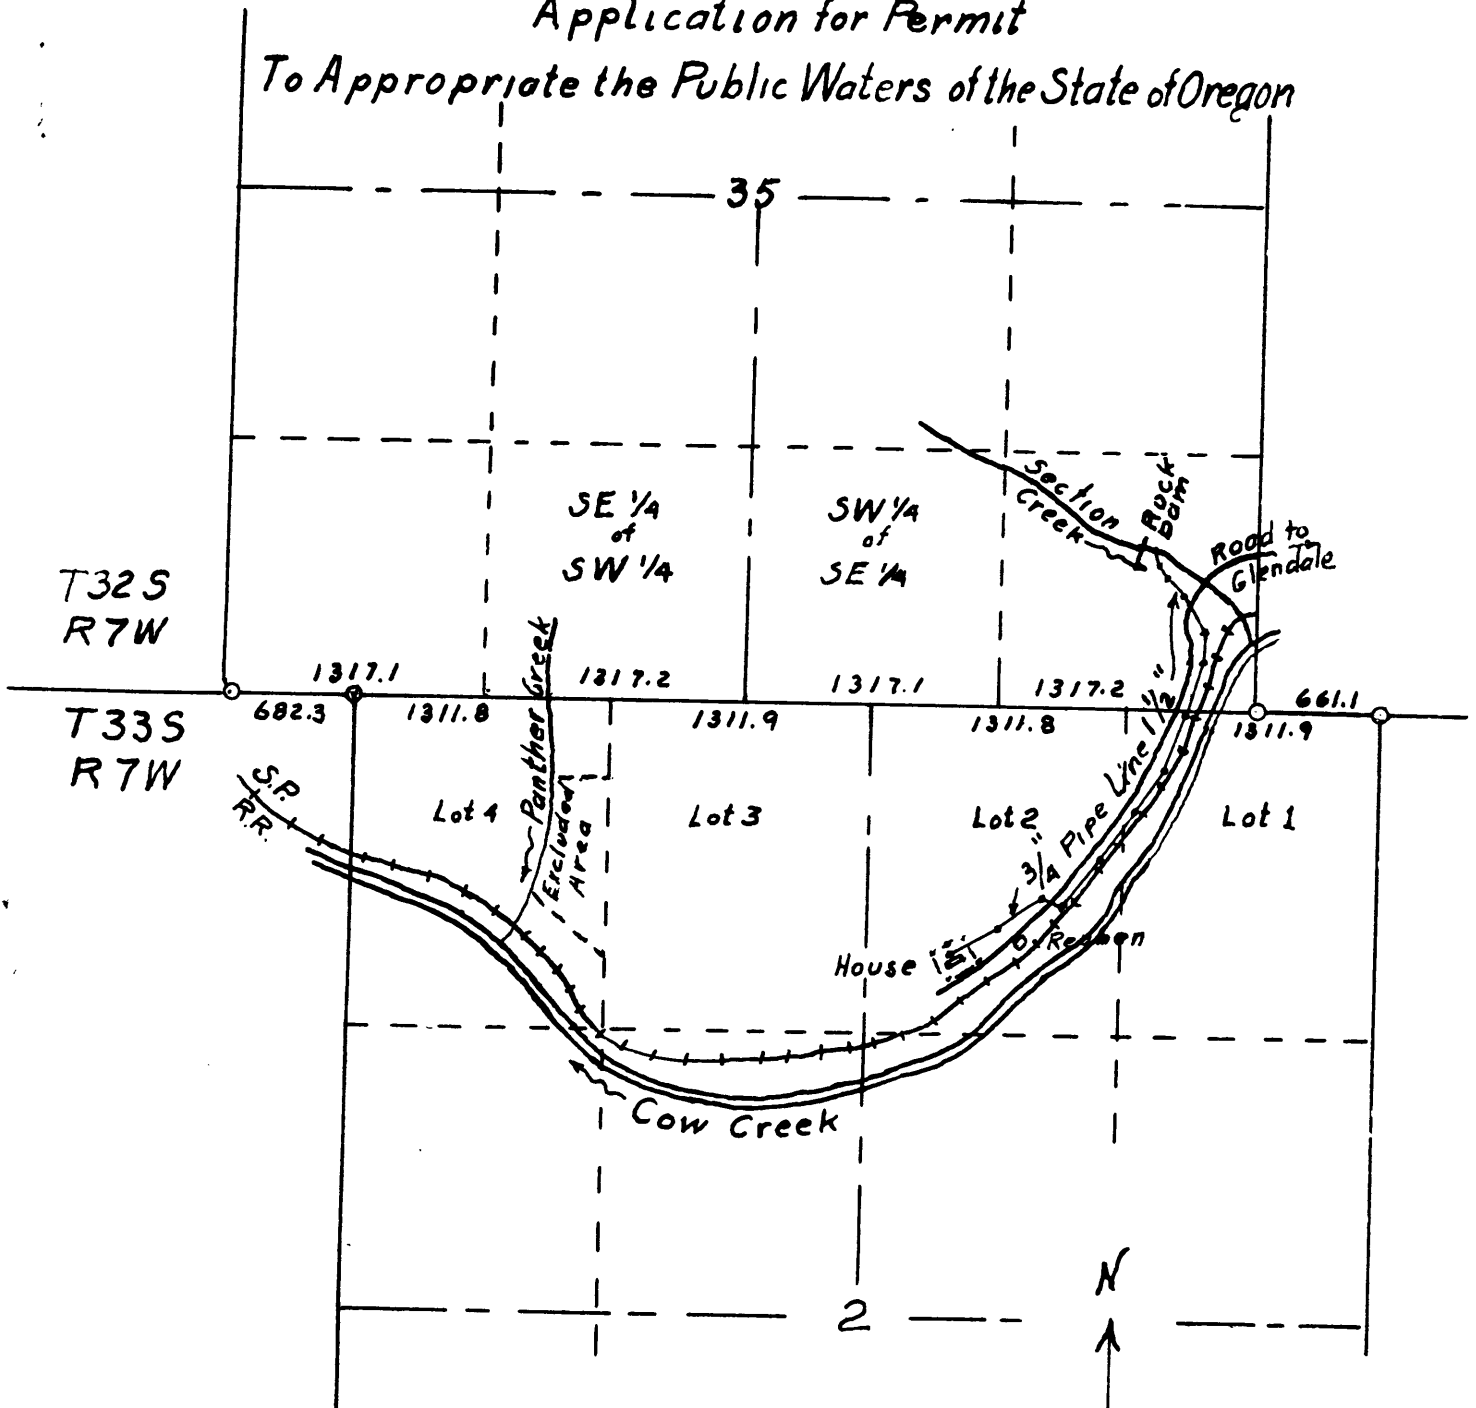 Application for Permit
To Appropriate the Public Waters of the State of Oregon
35
SE 1/4
of
SW 1/4
SW 1/4
of
SE 1/4
Section
Creek
Rock
Dam
Road to
Glendale
T32S
R7W
1317.1
1317.2
1317.1
1317.2
661.1
T33S
R7W
682.3
1311.8
1311.9
1311.8
1311.9
Panther Creek
S.P.
R.R.
Lot 4
Excluded
Area
Lot 3
Lot 2
Lot 1
3/4" Pipe Line 1 1/2"
House
O. Reuben
Cow Creek
N
2